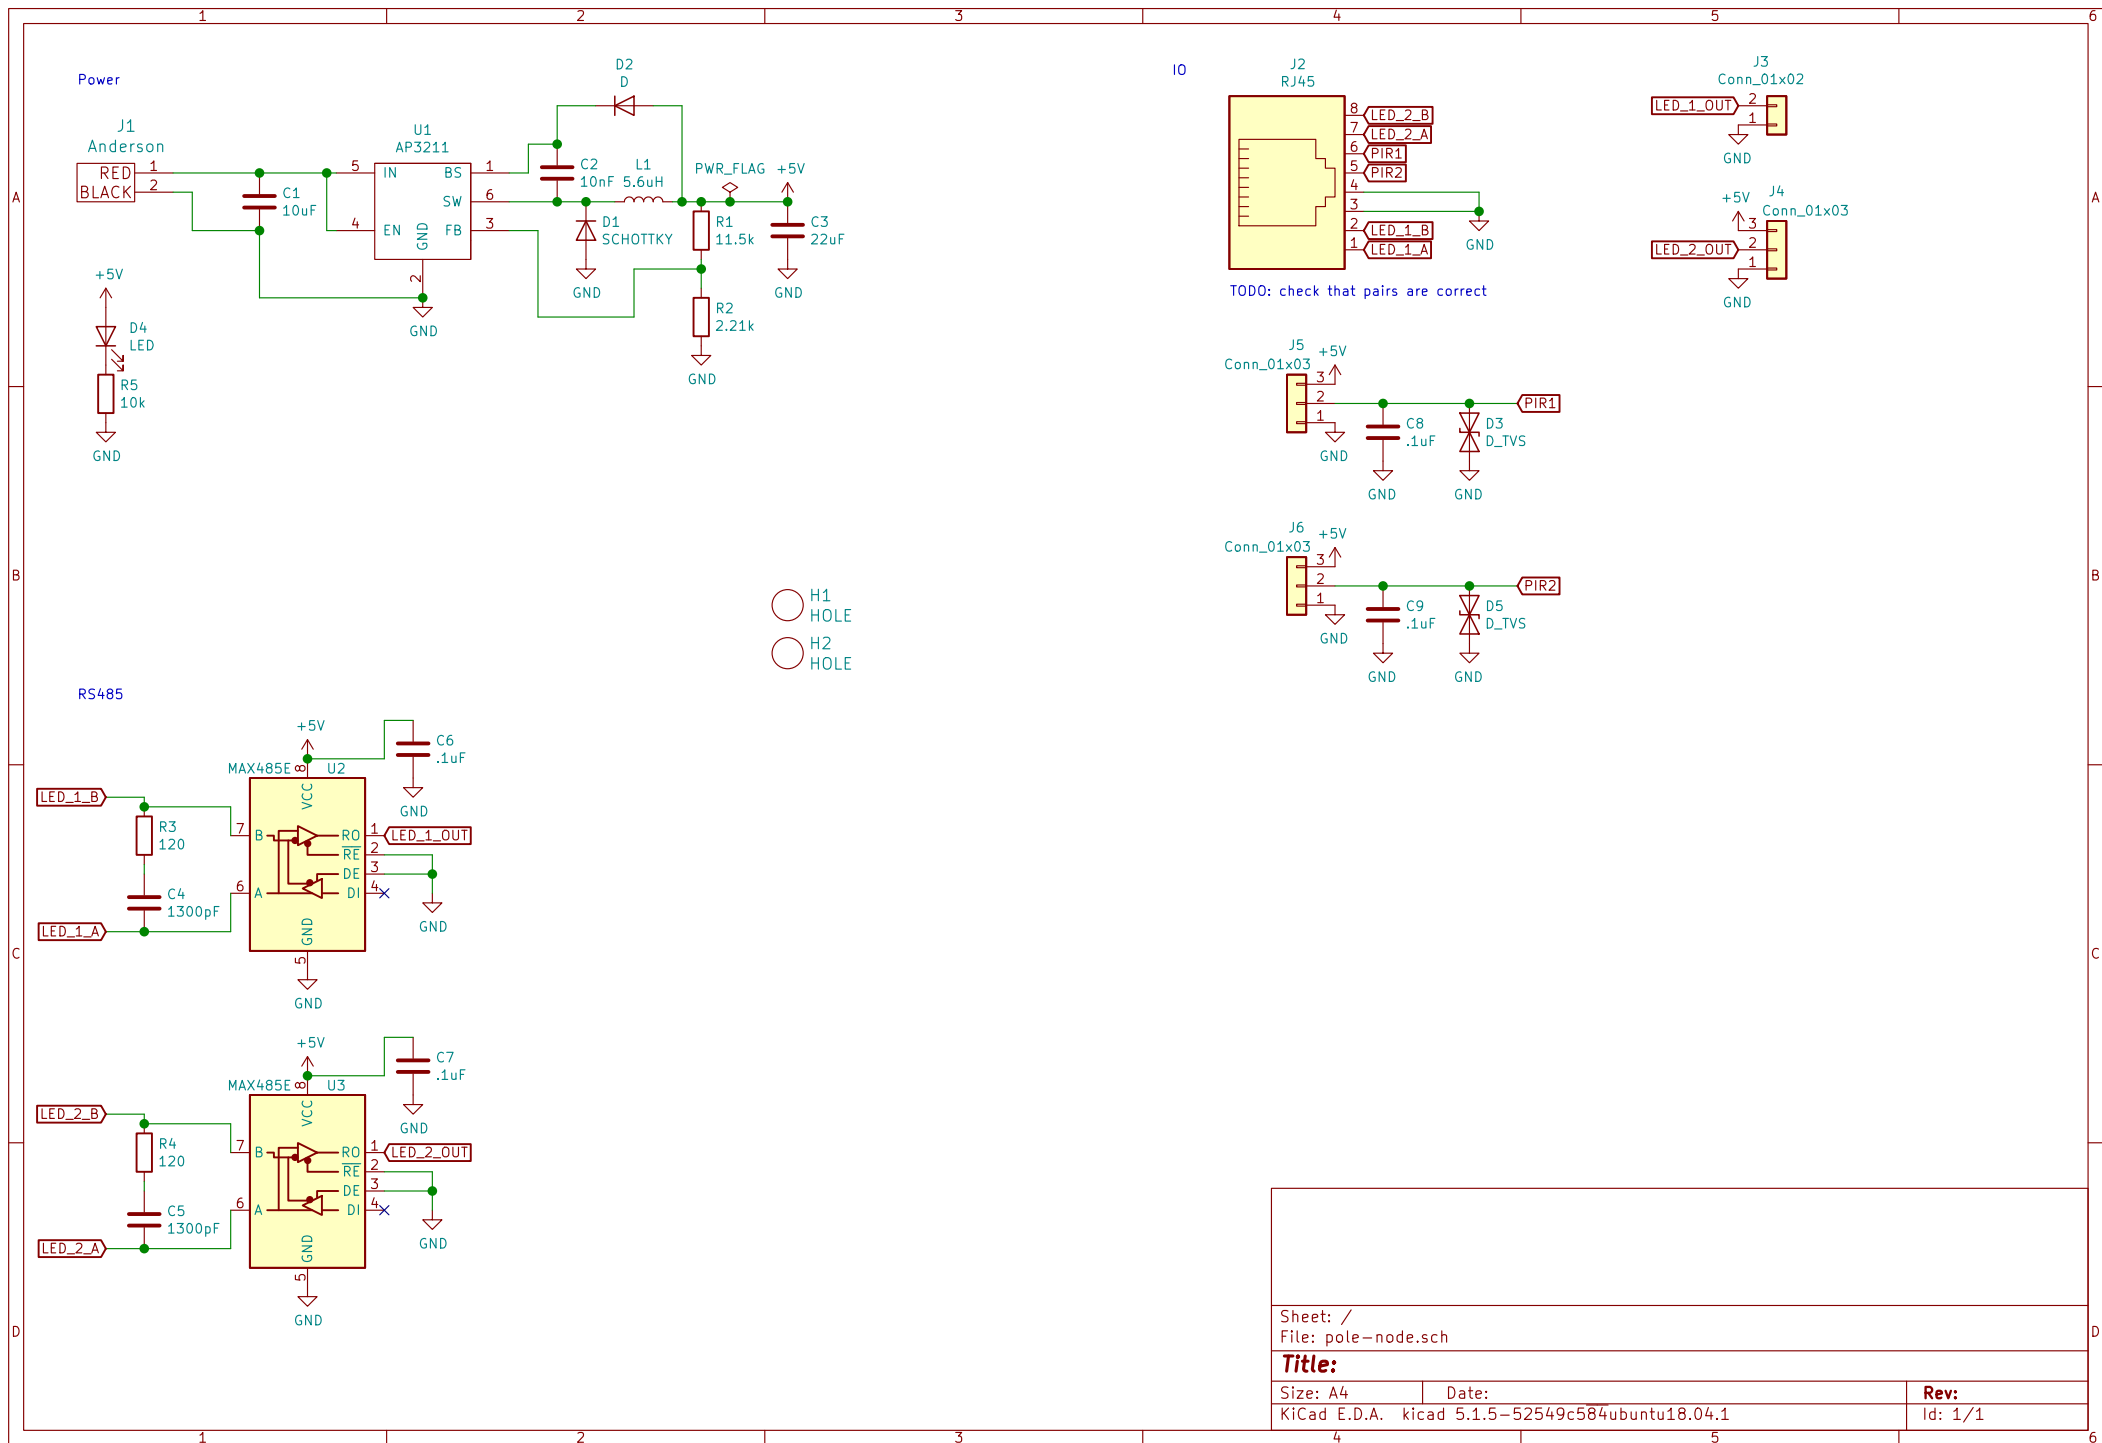 1 2 3 4 5 6
Power
J1
Anderson
RED 1
BLACK 2
C1
10uF
U1
AP3211
5 IN BS 1
SW 6
4 EN FB 3
GND
2
GND
D2
D
C2
10nF
L1
5.6uH
D1
SCHOTTKY
GND
PWR_FLAG +5V
R1
11.5k
C3
22uF
GND
R2
2.21k
GND
+5V
D4
LED
R5
10k
GND
IO
J2
RJ45
8 LED_2_B
7 LED_2_A
6 PIR1
5 PIR2
4
3
2 LED_1_B
1 LED_1_A
GND
TODO: check that pairs are correct
J3
Conn_01x02
LED_1_OUT 2
1
GND
J4
+5V Conn_01x03
3
LED_2_OUT 2
1
GND
J5
+5V
Conn_01x03
3
2 PIR1
1
GND
C8
.1uF
GND
D3
D_TVS
GND
J6
+5V
Conn_01x03
3
2 PIR2
1
GND
C9
.1uF
GND
D5
D_TVS
GND
H1
HOLE
H2
HOLE
RS485
+5V
C6
.1uF
GND
MAX485E 8 U2
VCC
LED_1_B
R3
120
C4
1300pF
LED_1_A
7 B RO 1 LED_1_OUT
RE 2
DE 3
6 A DI 4
GND
5
GND
GND
+5V
C7
.1uF
GND
MAX485E 8 U3
VCC
LED_2_B
R4
120
C5
1300pF
LED_2_A
7 B RO 1 LED_2_OUT
RE 2
DE 3
6 A DI 4
GND
5
GND
GND
A A
B B
C C
D D
Sheet: /
File: pole-node.sch
Title:
Size: A4 Date: Rev:
KiCad E.D.A. kicad 5.1.5-52549c584ubuntu18.04.1 Id: 1/1
1 2 3 4 5 6